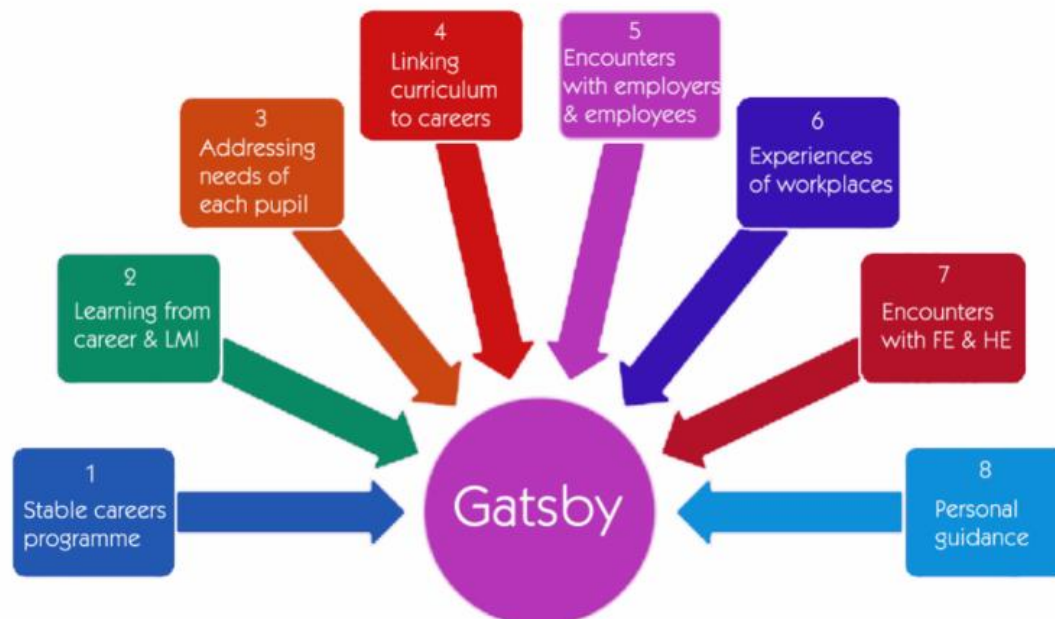 1
Stable careers
programme
2
Learning from
career & LMI
3
Addressing
needs of
each pupil
4
Linking
curriculum
to careers
5
Encounters
with employers
& employees
6
Experiences
of workplaces
7
Encounters
with FE & HE
8
Personal
guidance
Gatsby